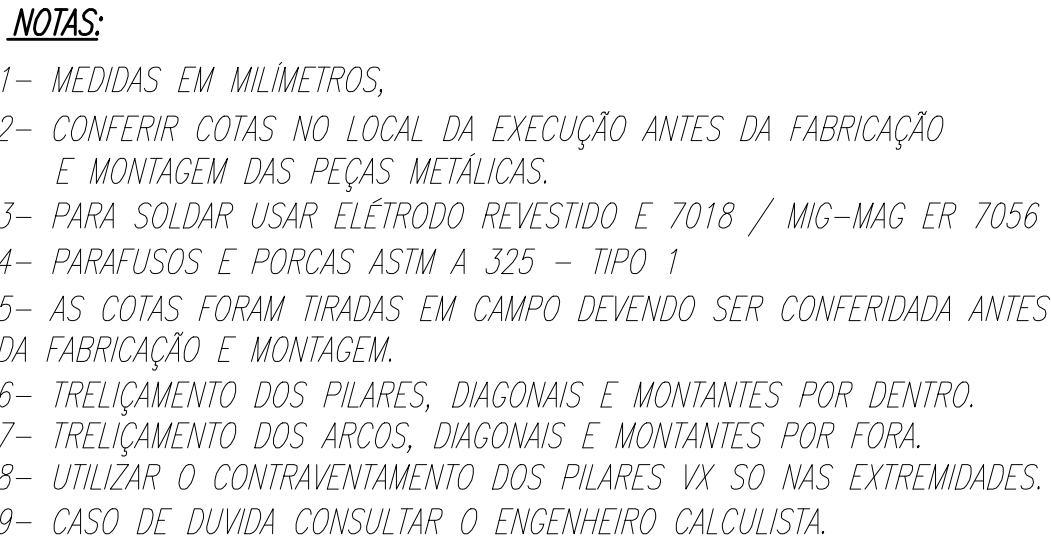 NOTAS:
1- MEDIDAS EM MILÍMETROS,
2- CONFERIR COTAS NO LOCAL DA EXECUÇÃO ANTES DA FABRICAÇÃO
E MONTAGEM DAS PEÇAS METÁLICAS.
3- PARA SOLDAR USAR ELÉTRODO REVESTIDO E 7018 / MIG-MAG ER 7056
4- PARAFUSOS E PORCAS ASTM A 325 - TIPO 1
5- AS COTAS FORAM TIRADAS EM CAMPO DEVENDO SER CONFERIDADA ANTES
DA FABRICAÇÃO E MONTAGEM.
6- TRELIÇAMENTO DOS PILARES, DIAGONAIS E MONTANTES POR DENTRO.
7- TRELIÇAMENTO DOS ARCOS, DIAGONAIS E MONTANTES POR FORA.
8- UTILIZAR O CONTRAVENTAMENTO DOS PILARES VX SO NAS EXTREMIDADES.
9- CASO DE DUVIDA CONSULTAR O ENGENHEIRO CALCULISTA.